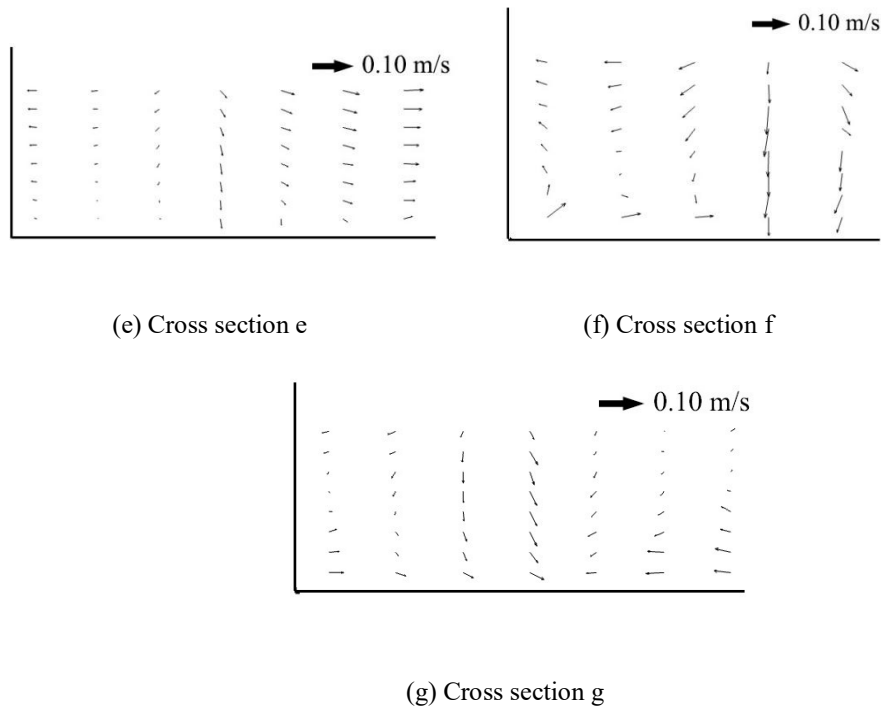 0.10 m/s
0.10 m/s
(e) Cross section e
(f) Cross section f
0.10 m/s
(g) Cross section g